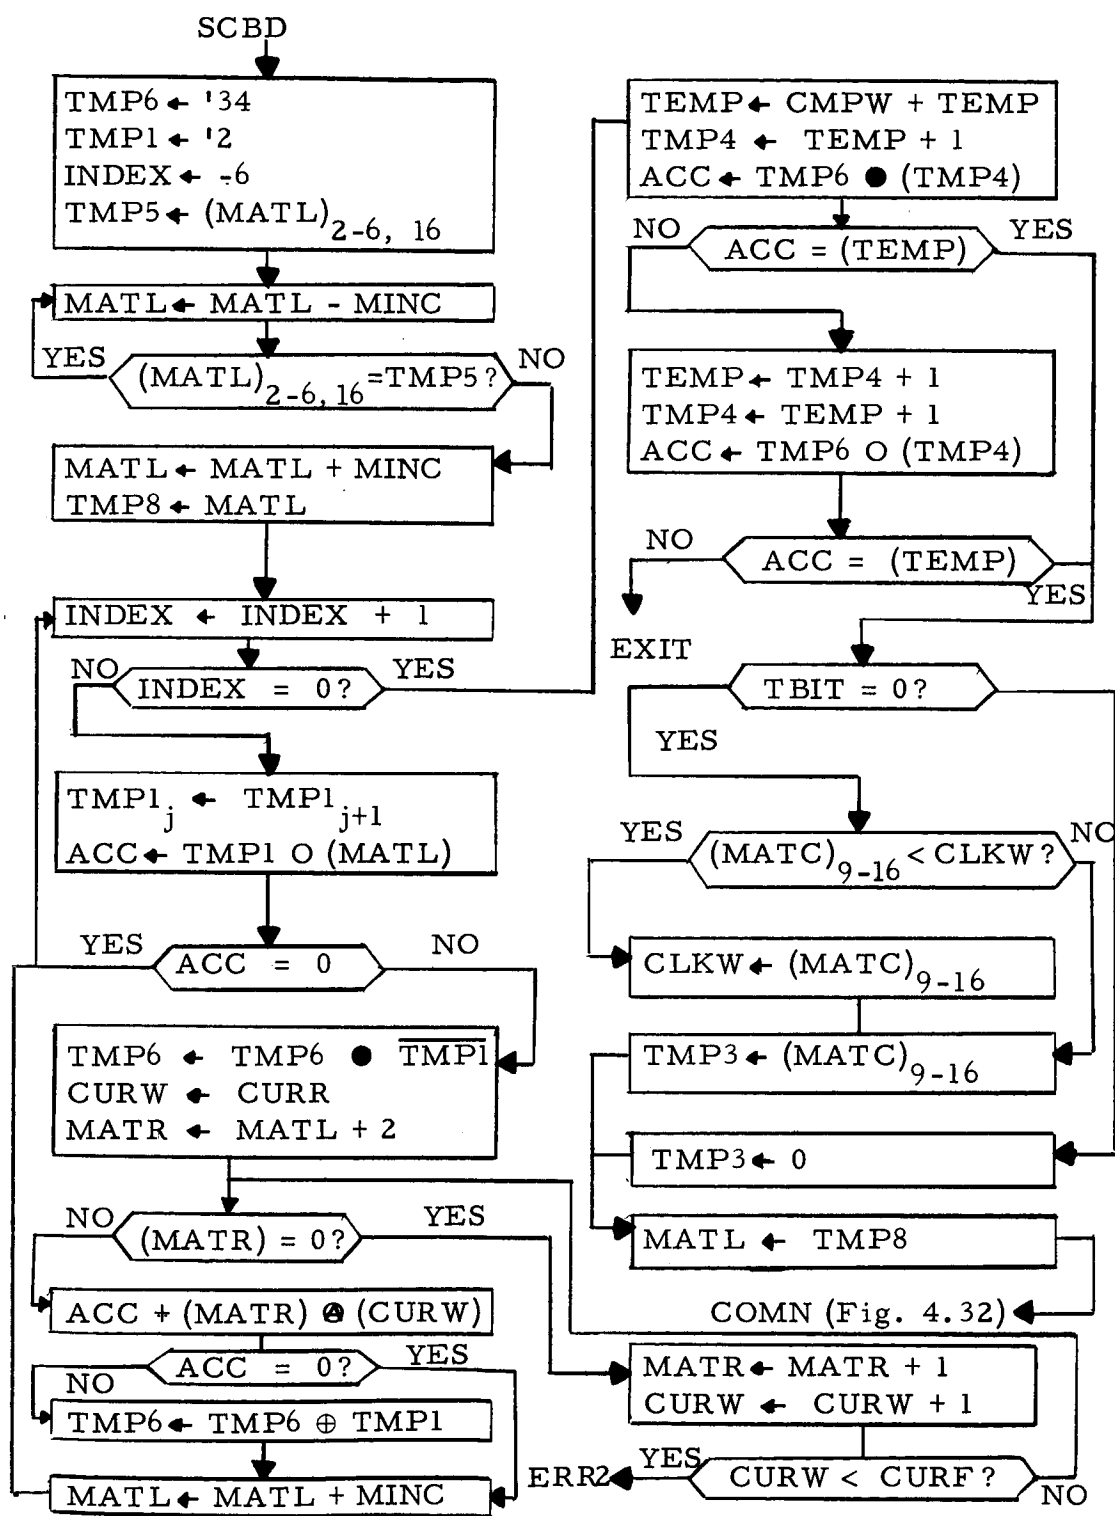 SCBD
TMP6 ← '34
TMP1 ← '2
INDEX ← -6
TMP5 ← (MATL)2-6, 16
MATL ← MATL - MINC
YES
NO
(MATL)2-6,16 =TMP5?
MATL ← MATL + MINC
TMP8 ← MATL
INDEX ← INDEX + 1
NO
YES
INDEX = 0?
TMP1j ← TMP1j+1
ACC ← TMP1 O (MATL)
YES
NO
ACC = 0
TMP6 ← TMP6 ● T̅M̅P̅1̅
CURW ← CURR
MATR ← MATL + 2
NO
YES
(MATR) = 0?
ACC + (MATR) (CURW)
ACC = 0?
YES
NO
TMP6 ← TMP6 ⊕ TMP1
MATL ← MATL + MINC
TEMP ← CMPW + TEMP
TMP4 ← TEMP + 1
ACC ← TMP6 ● (TMP4)
NO
YES
ACC = (TEMP)
TEMP ← TMP4 + 1
TMP4 ← TEMP + 1
ACC ← TMP6 O (TMP4)
NO
ACC = (TEMP)
YES
EXIT
TBIT = 0?
YES
YES
NO
(MATC)9-16 < CLKW?
CLKW ← (MATC)9-16
TMP3 ← (MATC)9-16
TMP3 ← 0
MATL ← TMP8
COMN (Fig. 4.32)
MATR ← MATR + 1
CURW ← CURW + 1
ERR2
YES
CURW < CURF?
NO